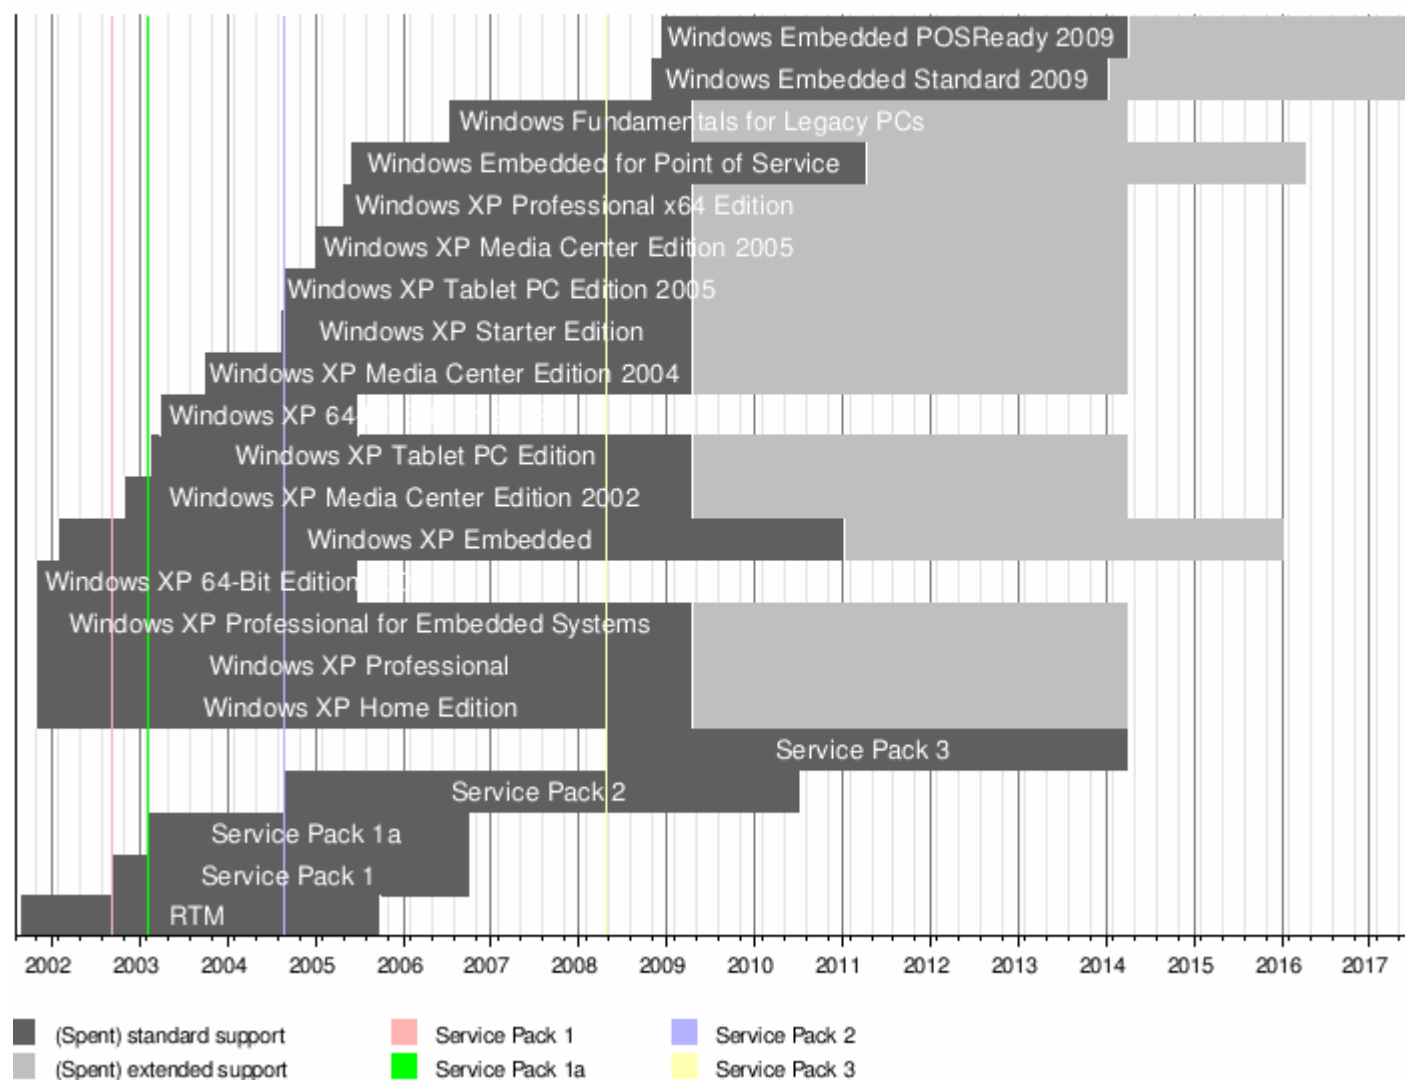 Windows Embedded POSReady 2009
Windows Embedded Standard 2009
Windows Fundamentals for Legacy PCs
Windows Embedded for Point of Service
Windows XP Professional x64 Edition
Windows XP Media Center Edition 2005
Windows XP Tablet PC Edition 2005
Windows XP Starter Edition
Windows XP Media Center Edition 2004
Windows XP 64
Windows XP Tablet PC Edition
Windows XP Media Center Edition 2002
Windows XP Embedded
Windows XP 64-Bit Edition
Windows XP Professional for Embedded Systems
Windows XP Professional
Windows XP Home Edition
Service Pack 3
Service Pack 2
Service Pack 1a
Service Pack 1
RTM
2002 2003 2004 2005 2006 2007 2008 2009 2010 2011 2012 2013 2014 2015 2016 2017
(Spent) standard support Service Pack 1 Service Pack 2
(Spent) extended support Service Pack 1a Service Pack 3